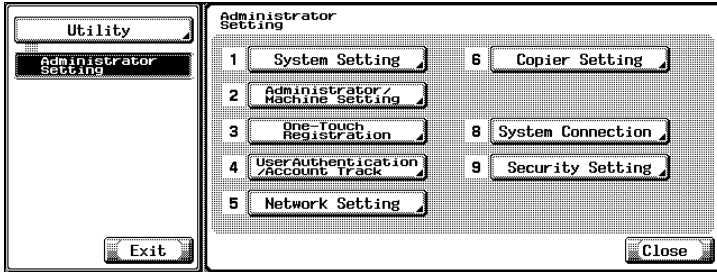 Utility
Administrator
Setting
Exit
Administrator
Setting
1 System Setting
2 Administrator/
Machine Setting
3 One-Touch
Registration
4 UserAuthentication
/Account Track
5 Network Setting
6 Copier Setting
8 System Connection
9 Security Setting
Close